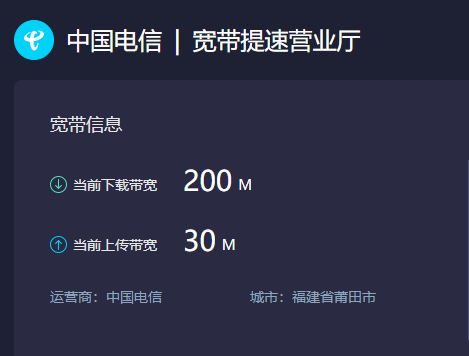 中国电信 | 宽带提速营业厅
宽带信息
当前下载带宽 200 M
当前上传带宽 30 M
运营商：中国电信 城市：福建省莆田市